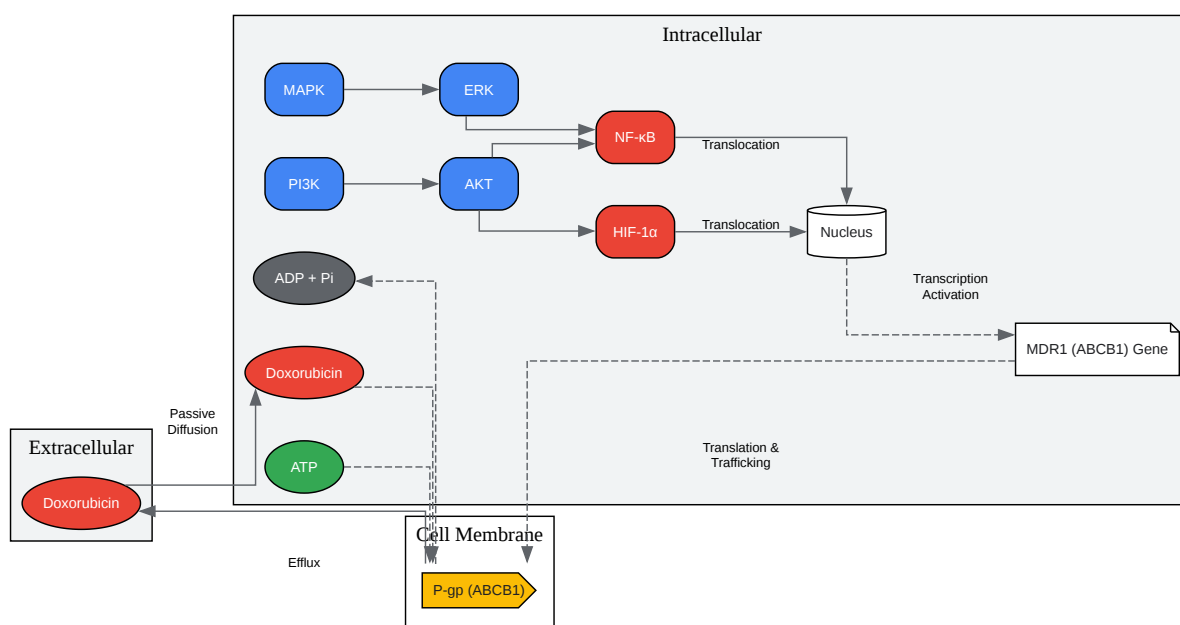 Intracellular
MAPK
ERK
NF-κB
Translocation
PI3K
AKT
HIF-1α
Translocation
Nucleus
ADP + Pi
Transcription
Activation
MDR1 (ABCB1) Gene
Doxorubicin
Passive
Diffusion
Extracellular
Translation &
Trafficking
ATP
Doxorubicin
Cell Membrane
Efflux
P-gp (ABCB1)